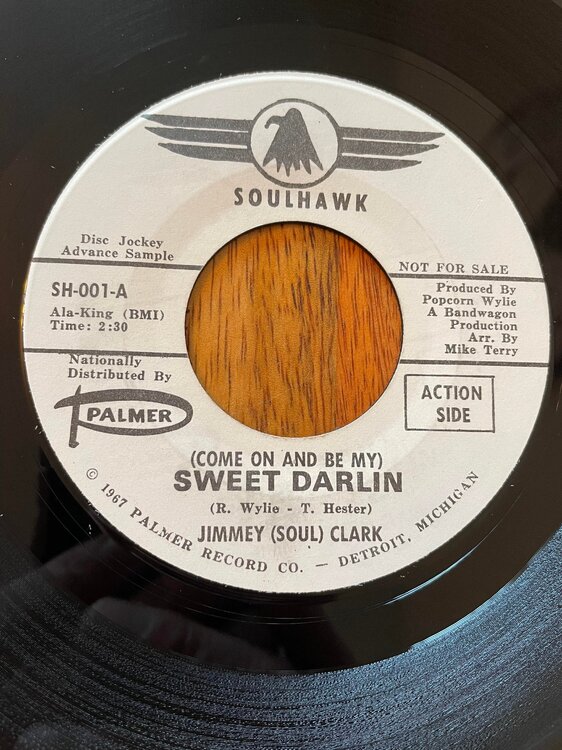 SOULHAWK
Disc Jockey
Advance Sample
NOT FOR SALE
SH-001-A
Ala-King (BMI)
Time: 2:30
Produced by
Popcorn Wylie
A Bandwagon
Production
Arr. By
Mike Terry
Nationally
Distributed By
PALMER
ACTION
SIDE
(COME ON AND BE MY)
SWEET DARLIN
(R. Wylie - T. Hester)
JIMMEY (SOUL) CLARK
© 1967 PALMER RECORD CO. — DETROIT, MICHIGAN